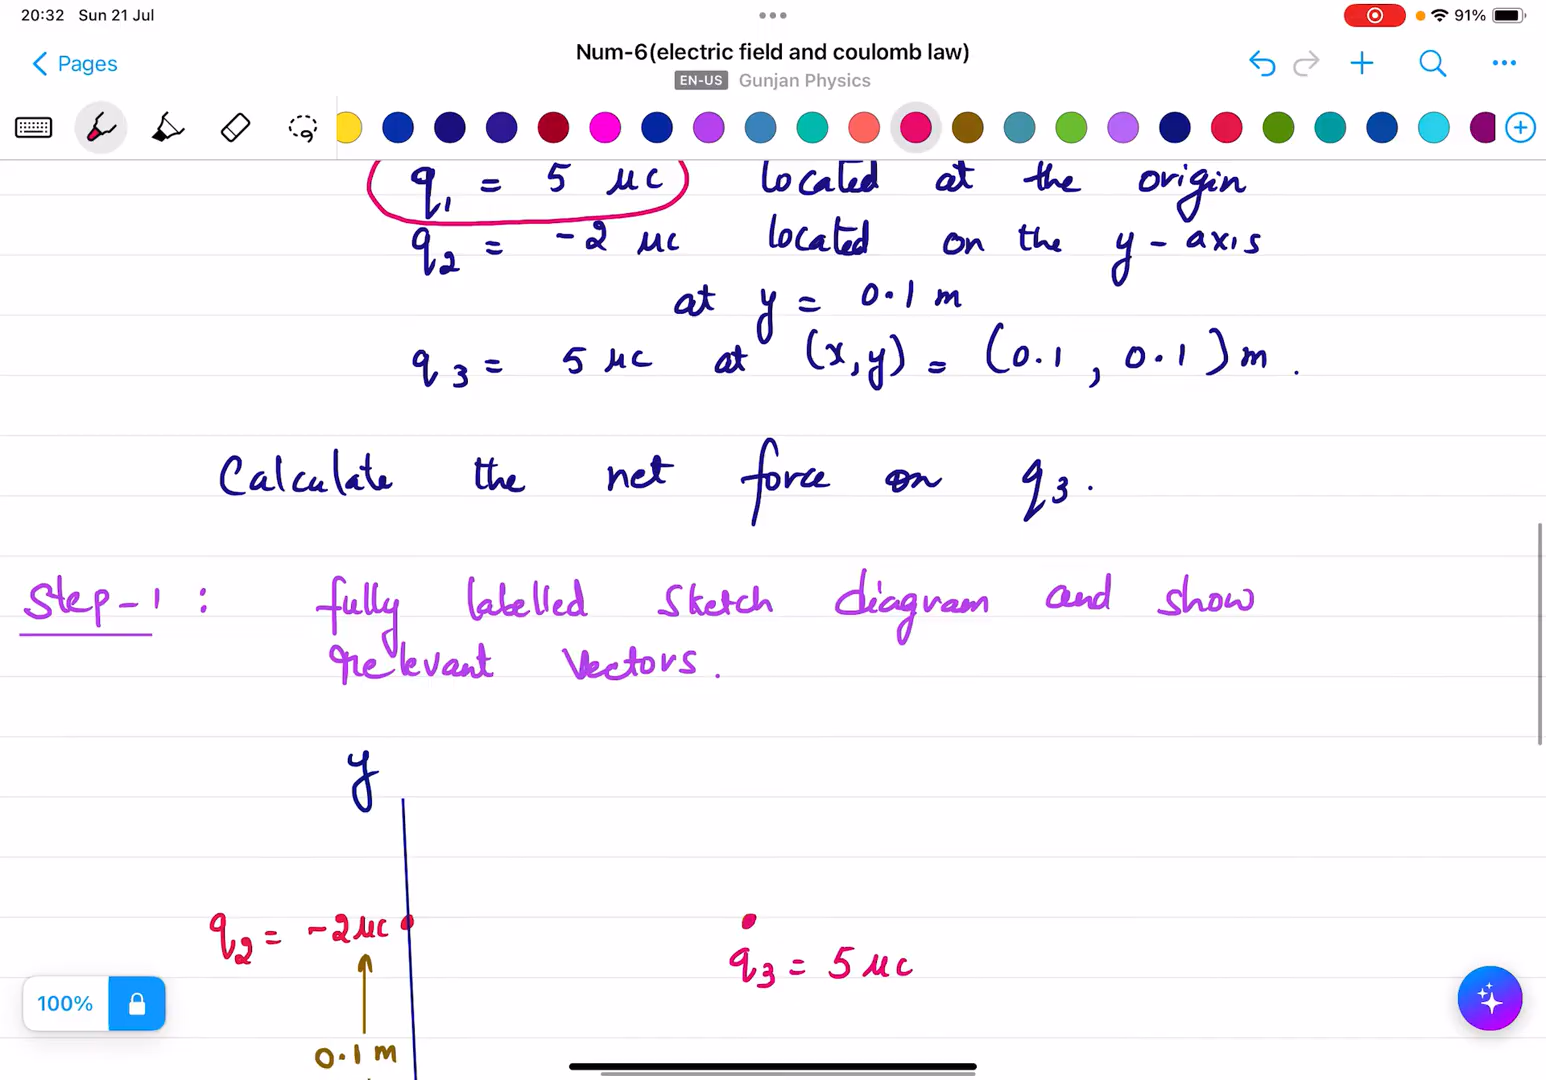 20:32 Sun 21 Jul
91%
Pages
Num-6(electric field and coulomb law)
EN-US Gunjan Physics
q₁ = 5 μc located at the origin
q₂ = -2 μc located on the y-axis
at y = 0.1 m
q₃ = 5 μc at (x,y) = (0.1, 0.1)m.
Calculate the net force on q₃.
Step-1: fully labelled sketch diagram and show
relevant vectors.
y
q₂ = -2μc
q₃ = 5 μc
0.1 m
100%